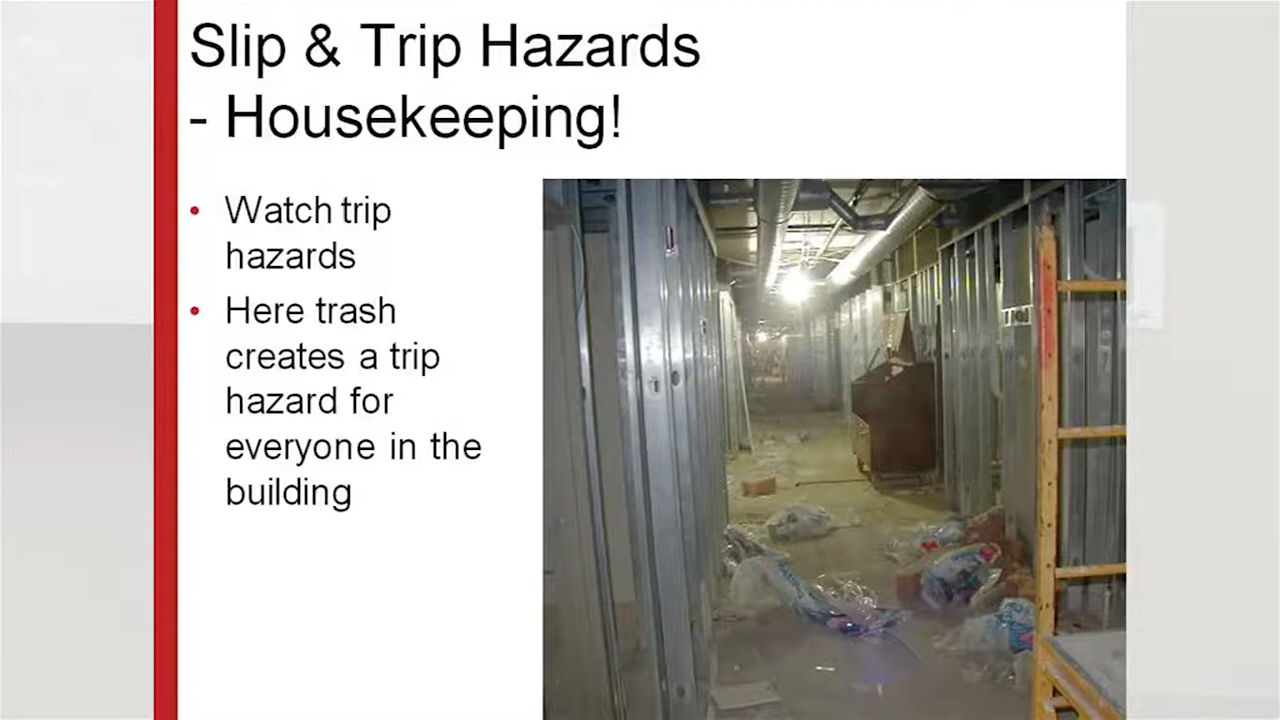 Slip & Trip Hazards
- Housekeeping!
• Watch trip
hazards
• Here trash
creates a trip
hazard for
everyone in the
building